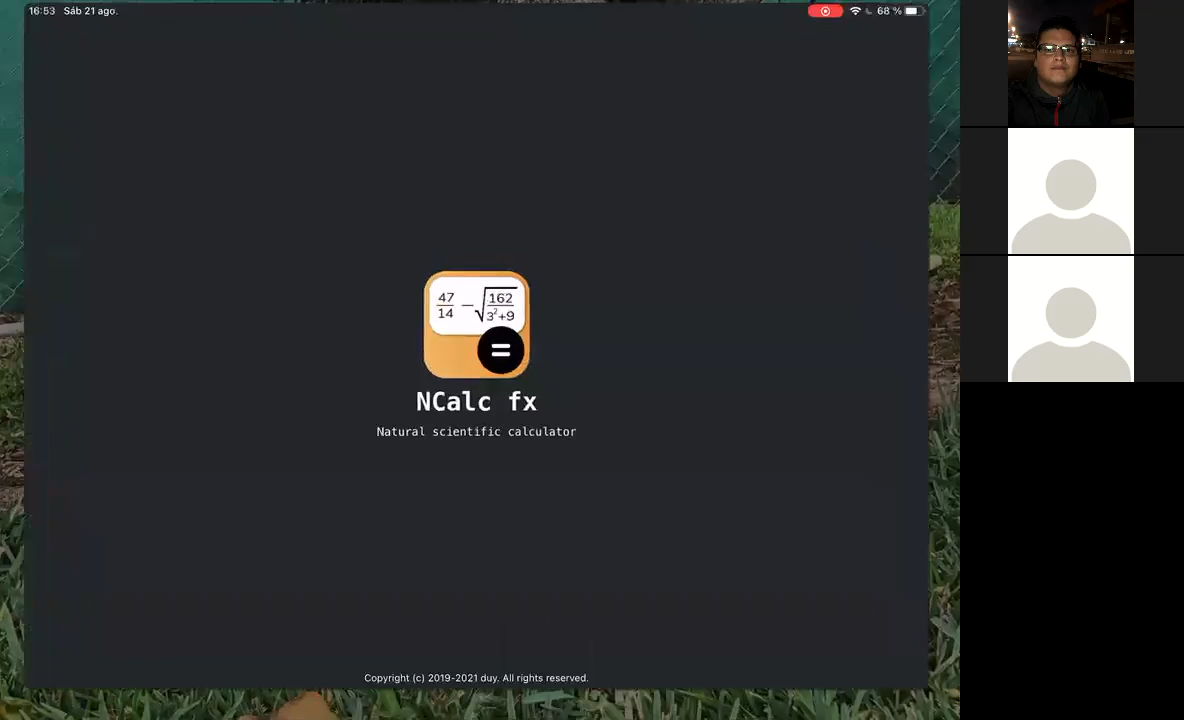 16:53 Sáb 21 ago.
68 %
47
14
−
162
3²+9
=
NCalc fx
Natural scientific calculator
Copyright (c) 2019-2021 duy. All rights reserved.